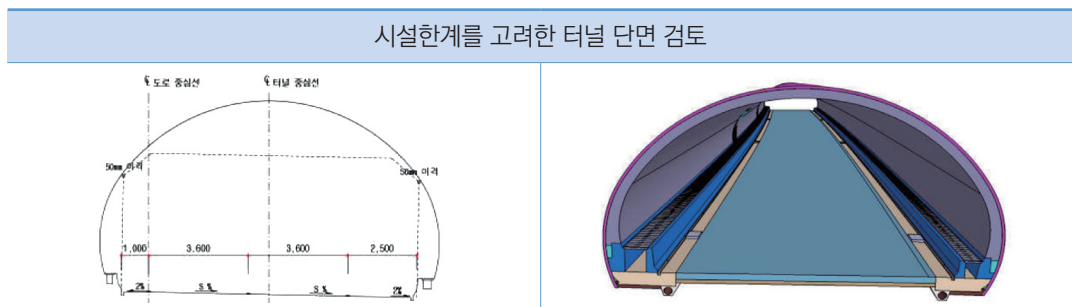 시설한계를 고려한 터널 단면 검토
℄ 도로 중심선
℄ 터널 중심선
50mm 이격
50mm 이격
1,000
3,600
3,600
2,500
2%
S %
S %
2%